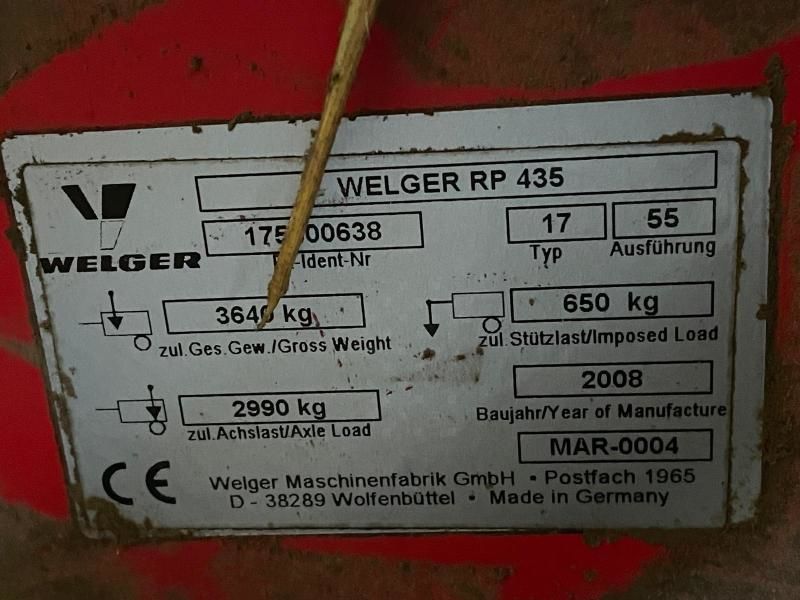 WELGER RP 435
WELGER
17 55
Typ Ausführung
3640 kg 650 kg
zul.Ges.Gew./Gross Weight zul.Stützlast/Imposed Load
2990 kg 2008
zul.Achslast/Axle Load Baujahr/Year of Manufacture
MAR-0004
CE Welger Maschinenfabrik GmbH • Postfach 1965
D - 38289 Wolfenbüttel • Made in Germany